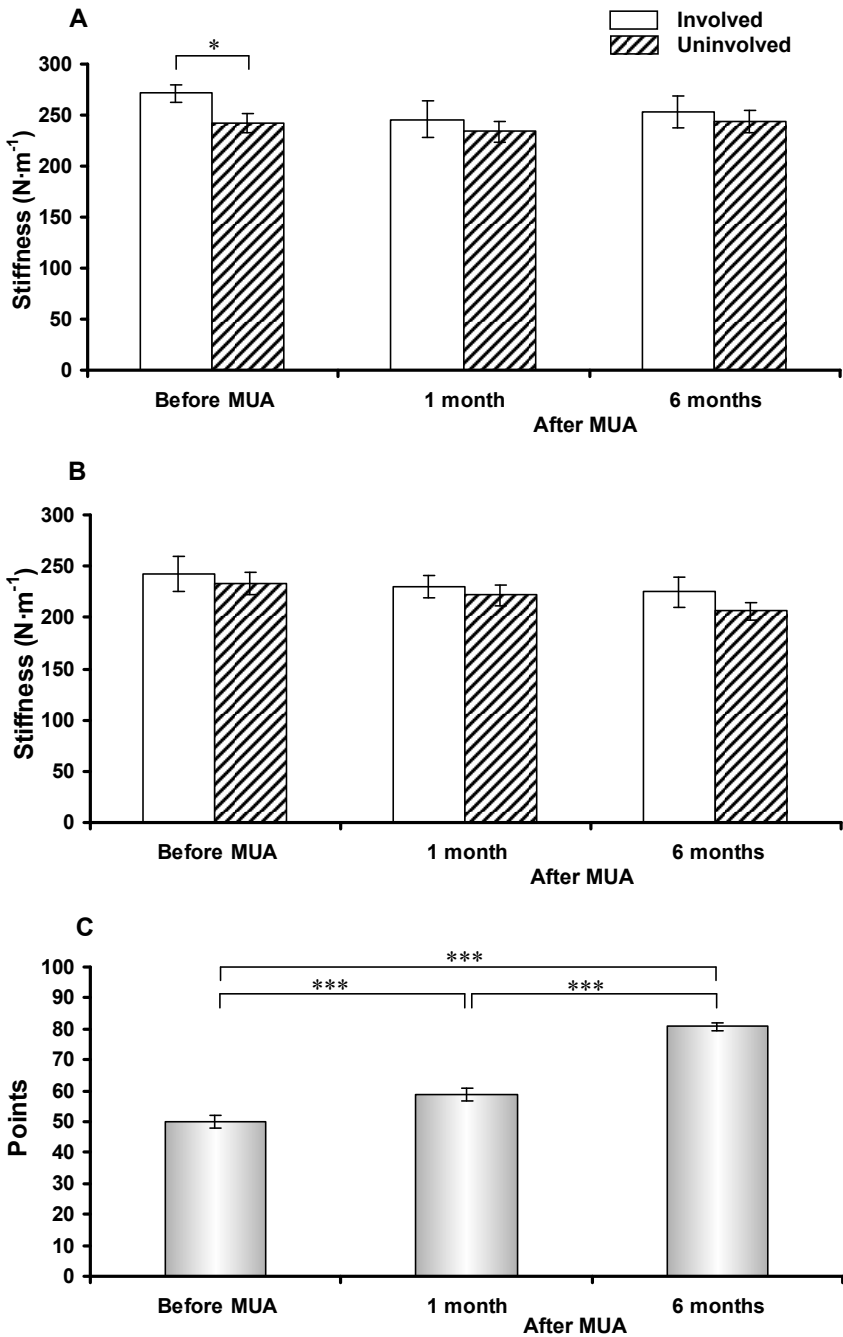 A
Involved
Uninvolved
*
300
250
200
150
100
50
0
Stiffness (N·m⁻¹)
Before MUA 1 month 6 months
After MUA
B
300
250
200
150
100
50
0
Stiffness (N·m⁻¹)
Before MUA 1 month 6 months
After MUA
C
***
*** ***
100
90
80
70
60
50
40
30
20
10
0
Points
Before MUA 1 month 6 months
After MUA